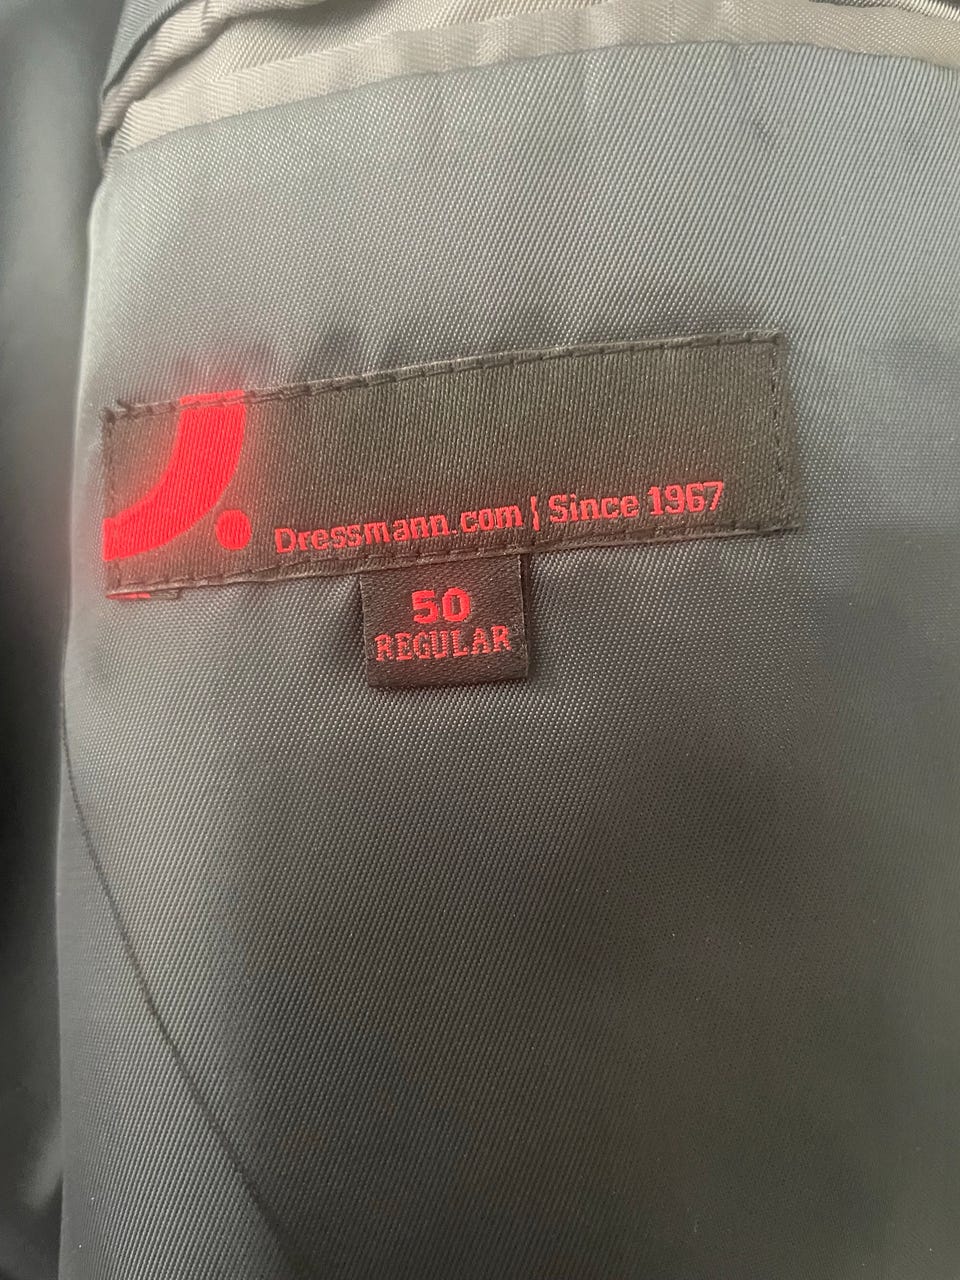 Dressmann.com | Since 1967
50
REGULAR